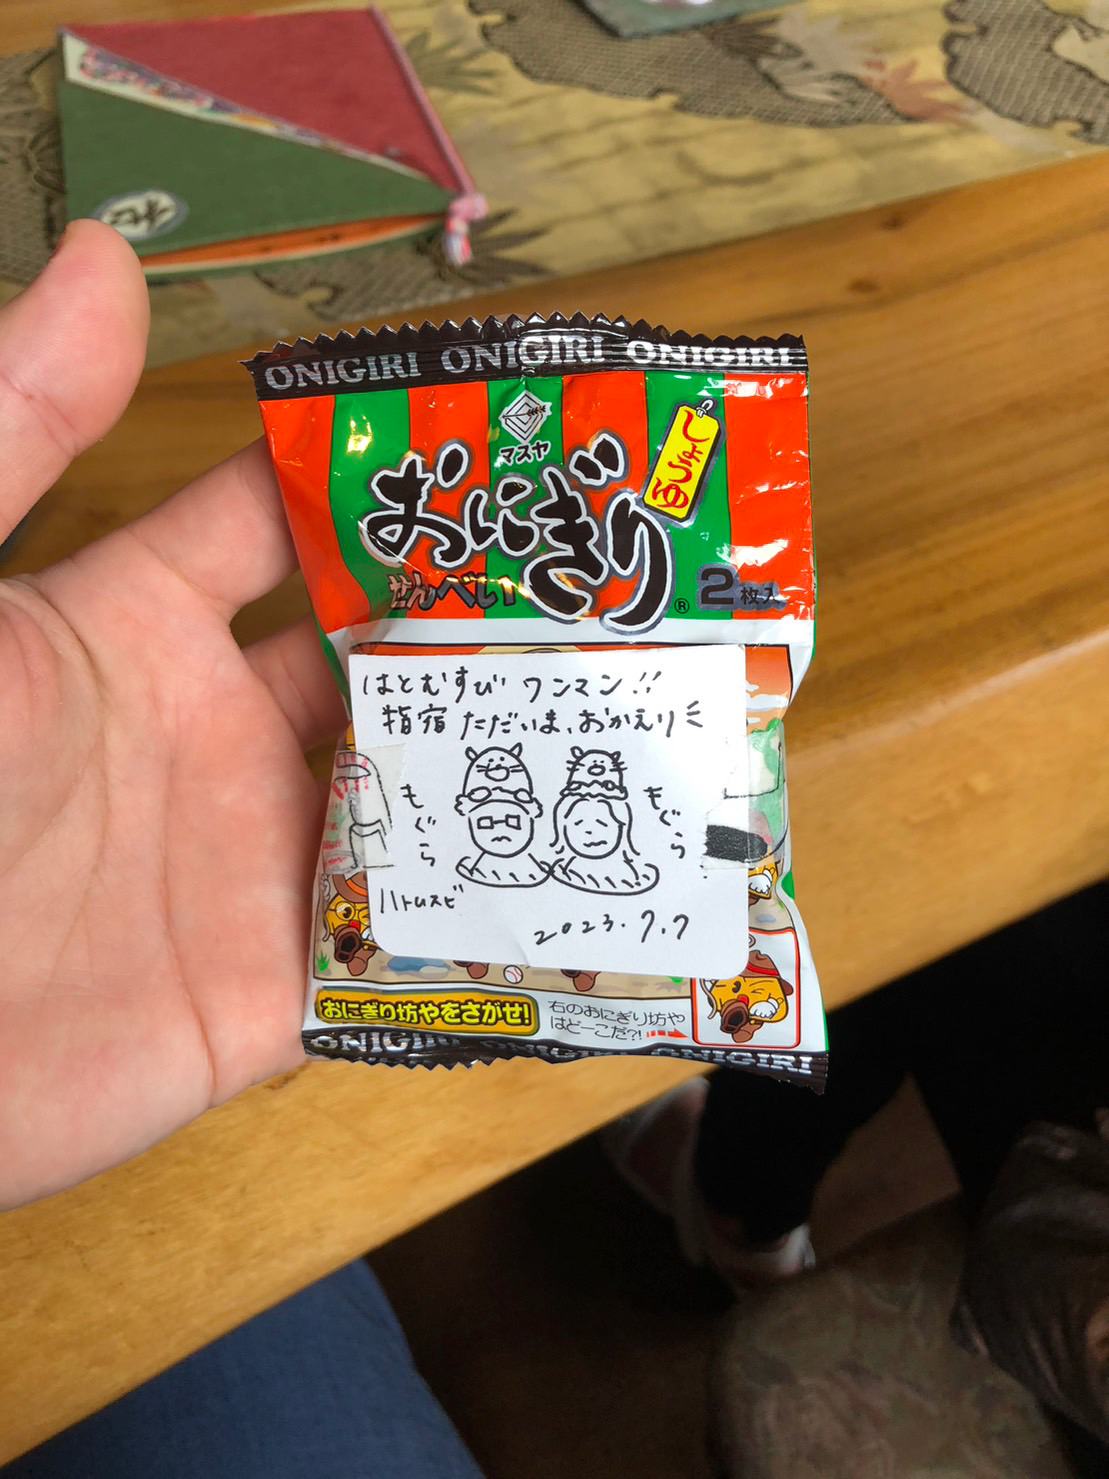 セ
ONIGIRI ONIGIRI ONIGIRI
マスヤ
しょうゆ
おにぎり
せんべい
® 2枚入
はとむすび ワンマン!!
指宿 ただいま、おかえり
もぐら
もぐら
ハトムスビ
2023.7.7
おにぎり坊やをさがせ!
右のおにぎり坊や
はどーこだ?!
ONIGIRI ONIGIRI ONIGIRI